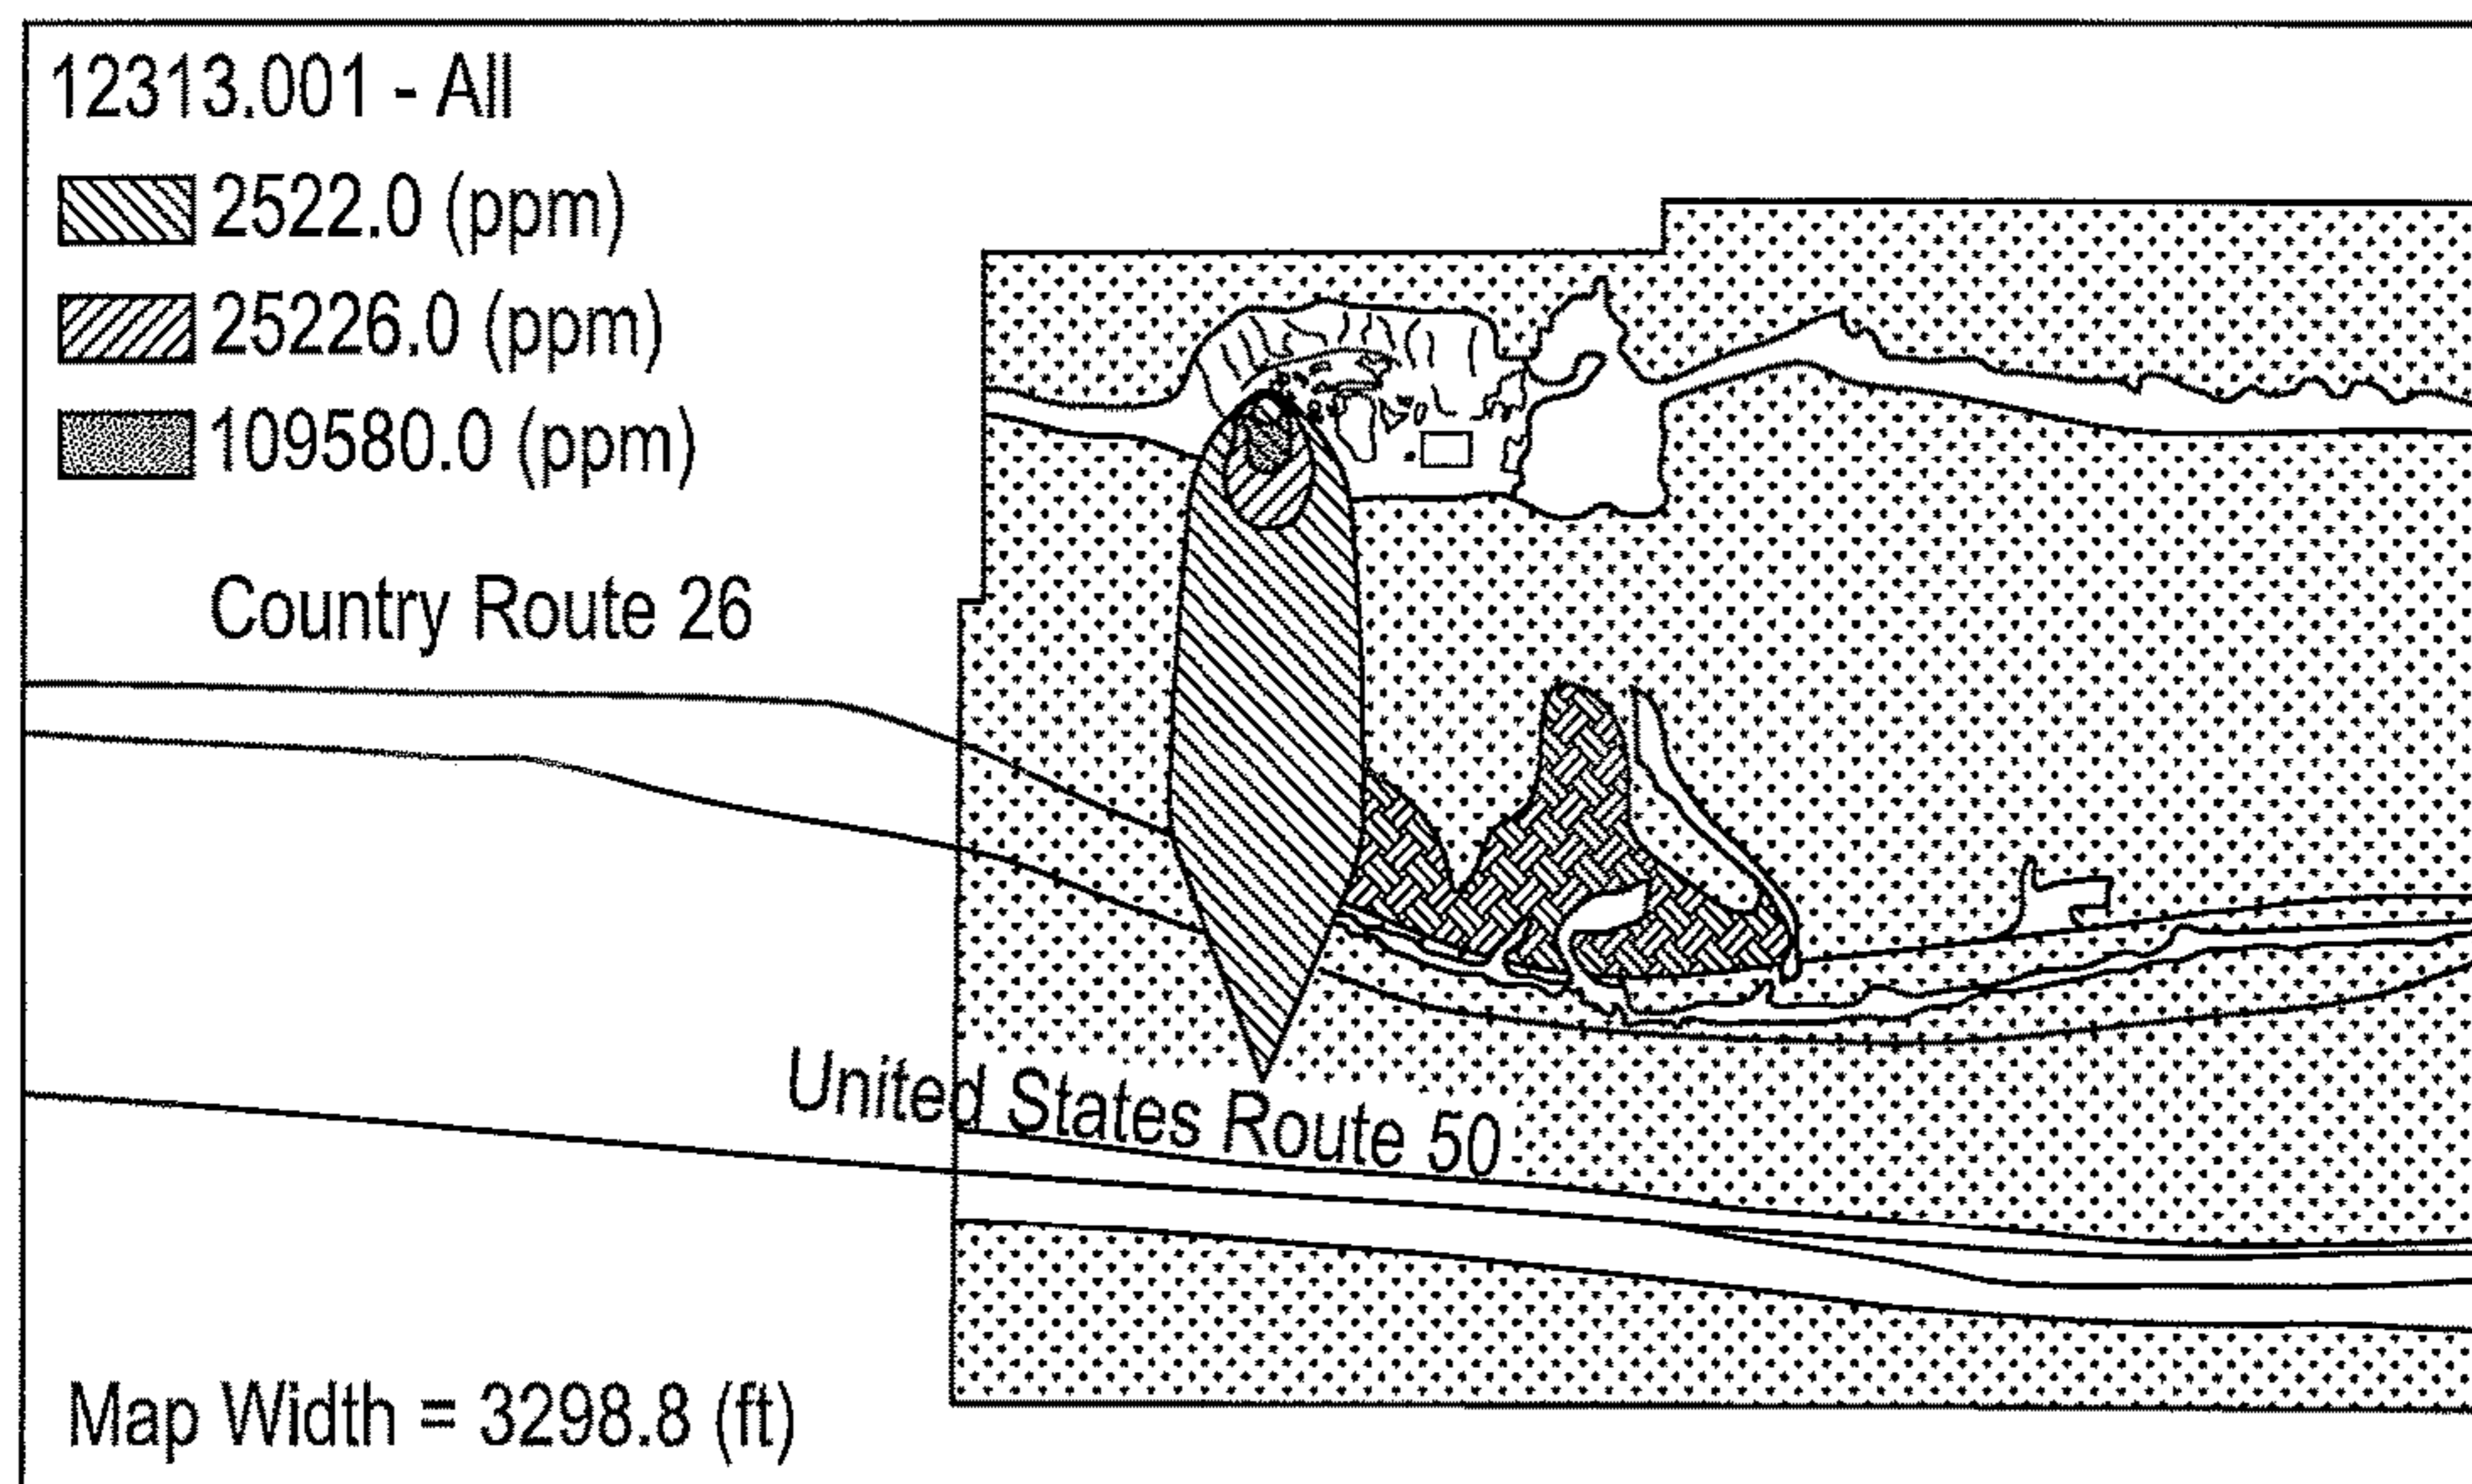 12313.001 - All
2522.0 (ppm)
25226.0 (ppm)
109580.0 (ppm)
Country Route 26
United States Route 50
Map Width = 3298.8 (ft)